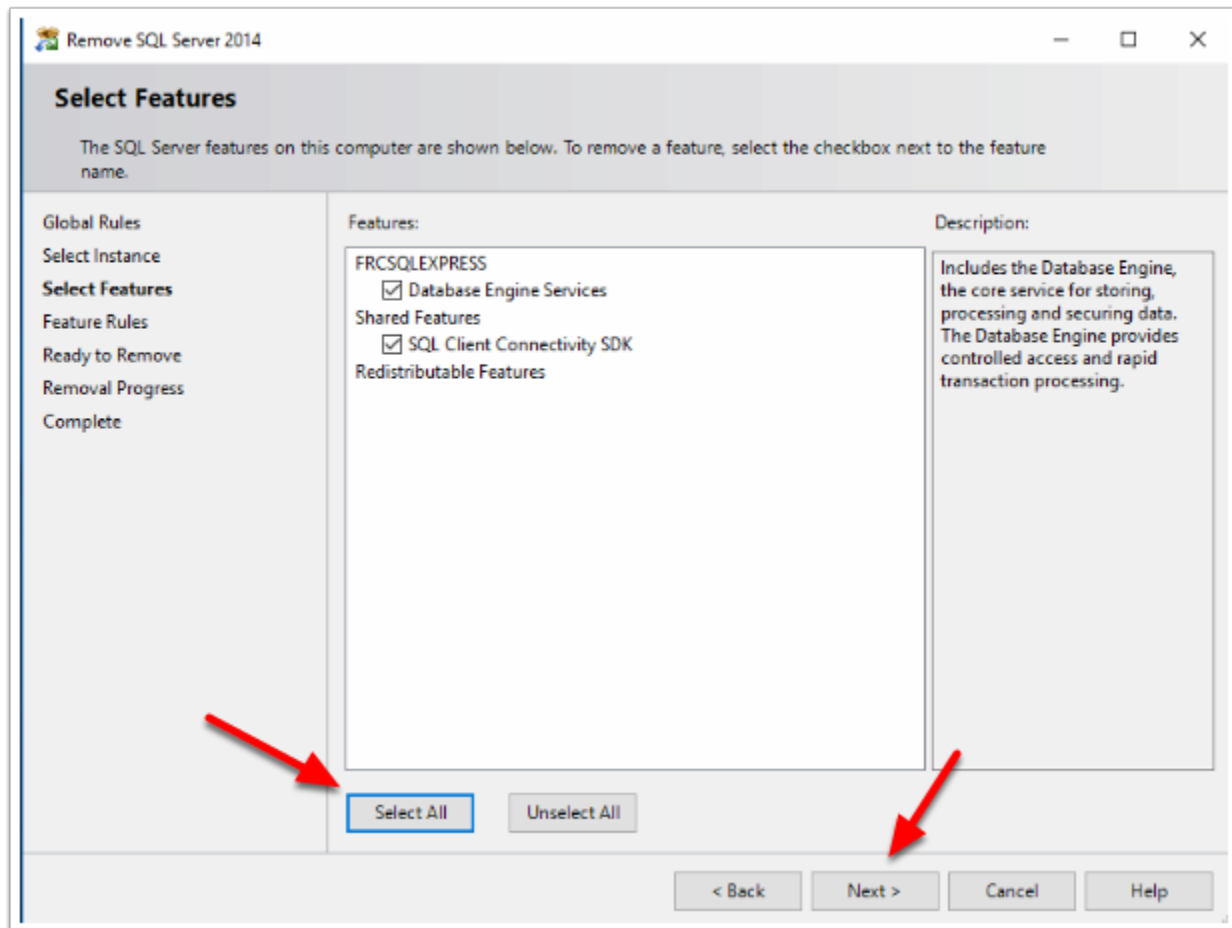 Remove SQL Server 2014
Select Features
The SQL Server features on this computer are shown below. To remove a feature, select the checkbox next to the feature
name.
Global Rules
Select Instance
Select Features
Feature Rules
Ready to Remove
Removal Progress
Complete
Features:
FRCSQLEXPRESS
Database Engine Services
Shared Features
SQL Client Connectivity SDK
Redistributable Features
Description:
Includes the Database Engine,
the core service for storing,
processing and securing data.
The Database Engine provides
controlled access and rapid
transaction processing.
Select All
Unselect All
< Back
Next >
Cancel
Help